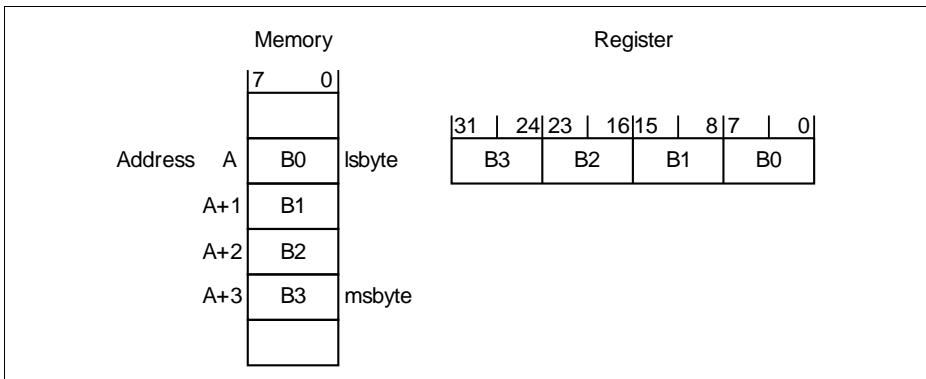 Memory Register
7 0
31 24 23 16 15 8 7 0
Address A B0 lsbyte B3 B2 B1 B0
A+1 B1
A+2 B2
A+3 B3 msbyte